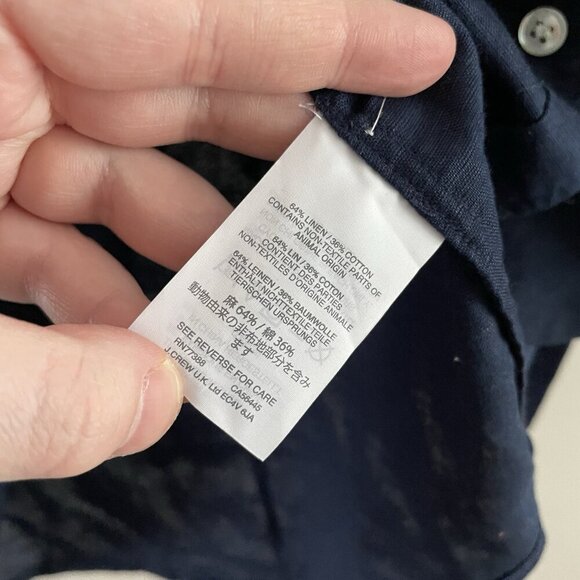 64% LINEN / 36% COTTON
CONTAINS NON-TEXTILE PARTS OF
ANIMAL ORIGIN
64% LIN / 36% COTON
CONTIENT DES PARTIES
NON-TEXTILES D'ORIGINE ANIMALE
64% LEINEN / 36% BAUMWOLLE
ENTHÄLT NICHTTEXTILE TEILE
TIERISCHEN URSPRUNGS
麻 64% / 綿 36%
動物由来の非布地部分を含み
ます
SEE REVERSE FOR CARE
RN77388 CA56445
J.CREW U.K. Ltd EC4V 6JA